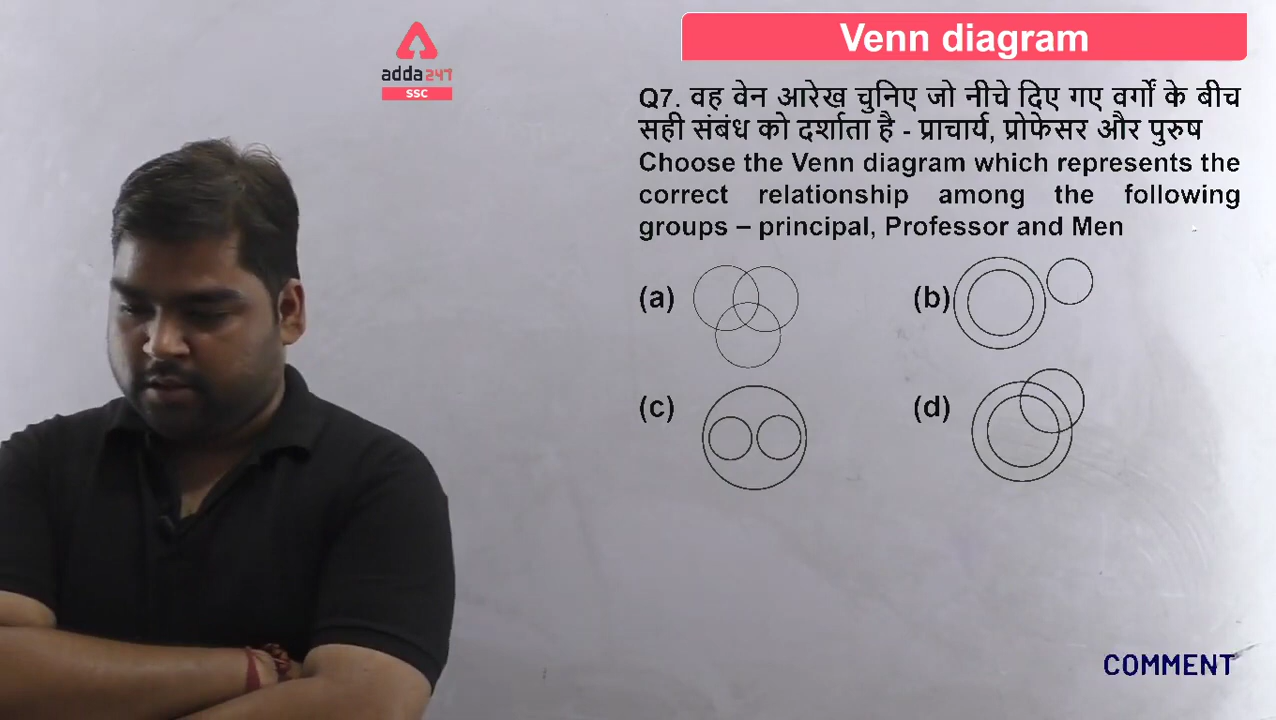 Venn diagram
adda247
SSC
Q7. वह वेन आरेख चुनिए जो नीचे दिए गए वर्गों के बीच
सही संबंध को दर्शाता है - प्राचार्य, प्रोफेसर और पुरुष
Choose the Venn diagram which represents the
correct relationship among the following
groups – principal, Professor and Men
(a)
(b)
(c)
(d)
COMMENT